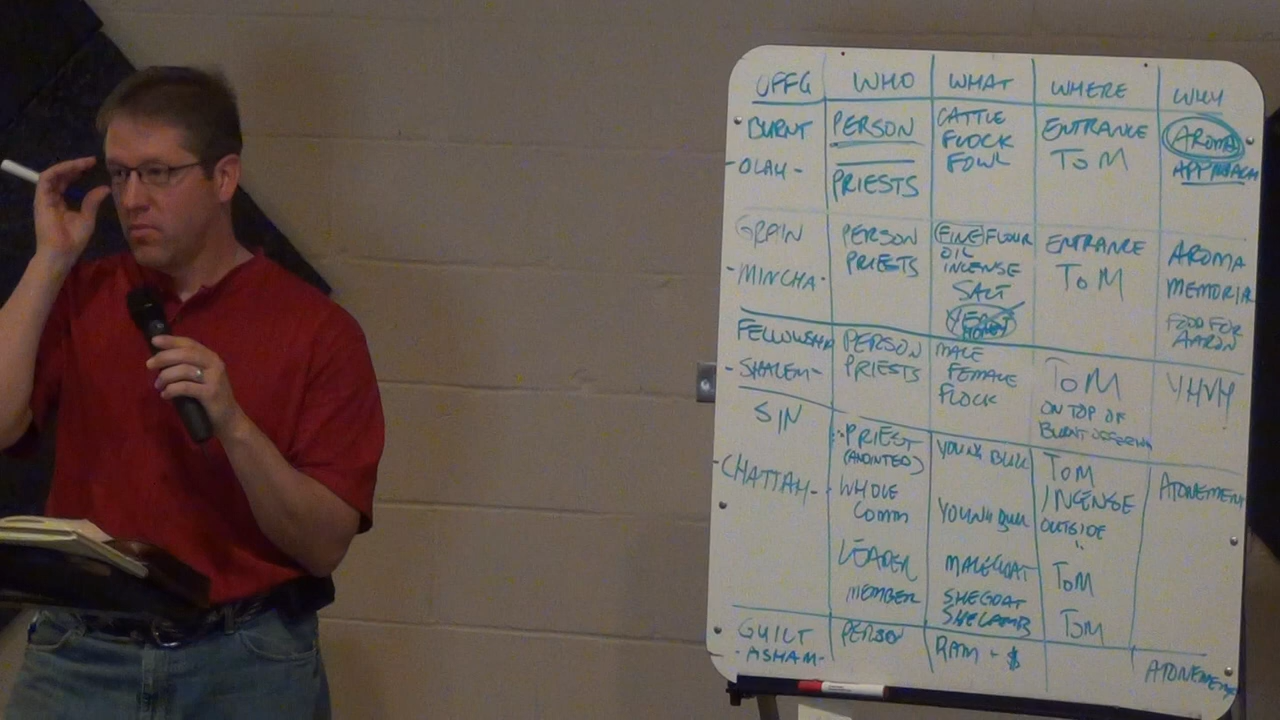 OFFG WHO WHAT WHERE WHY
BURNT PERSON CATTLE ENTRANCE AROMA
FLOCK
-OLAH- PRIESTS FOWL ToM APPROACH
GRAIN PERSON (FINE) FLOUR ENTRANCE AROMA
PRIESTS OIL
-MINCHA- INCENSE ToM MEMORIAL
SALT
YEAST FOOD FOR
HONEY AARON
FELLOWSHIP PERSON MALE
-SHALEM- PRIESTS FEMALE ToM YHVH
FLOCK ON TOP OF
SIN BURNT OFFERING
PRIEST YOUNG BULL ToM
(ANOINTED)
-CHATTAH- WHOLE INCENSE ATONEMENT
COMM YOUNG BULL OUTSIDE
"
LEADER MALEGOAT ToM
MEMBER SHEGOAT
SHELAMB ToM
GUILT PERSON RAM + $
-ASHAM- ATONEMENT